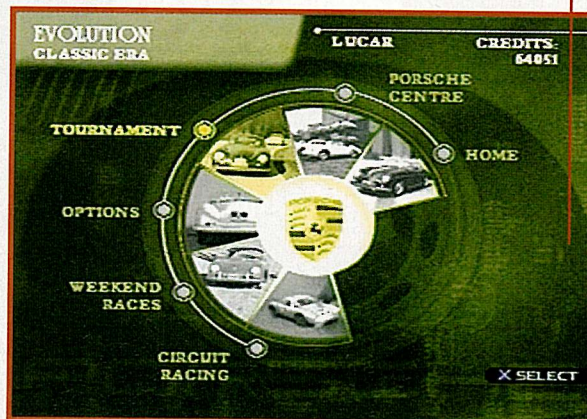 EVOLUTION
CLASSIC ERA
LUCAR
CREDITS:
64051
PORSCHE
CENTRE
TOURNAMENT
HOME
OPTIONS
WEEKEND
RACES
CIRCUIT
RACING
X SELECT